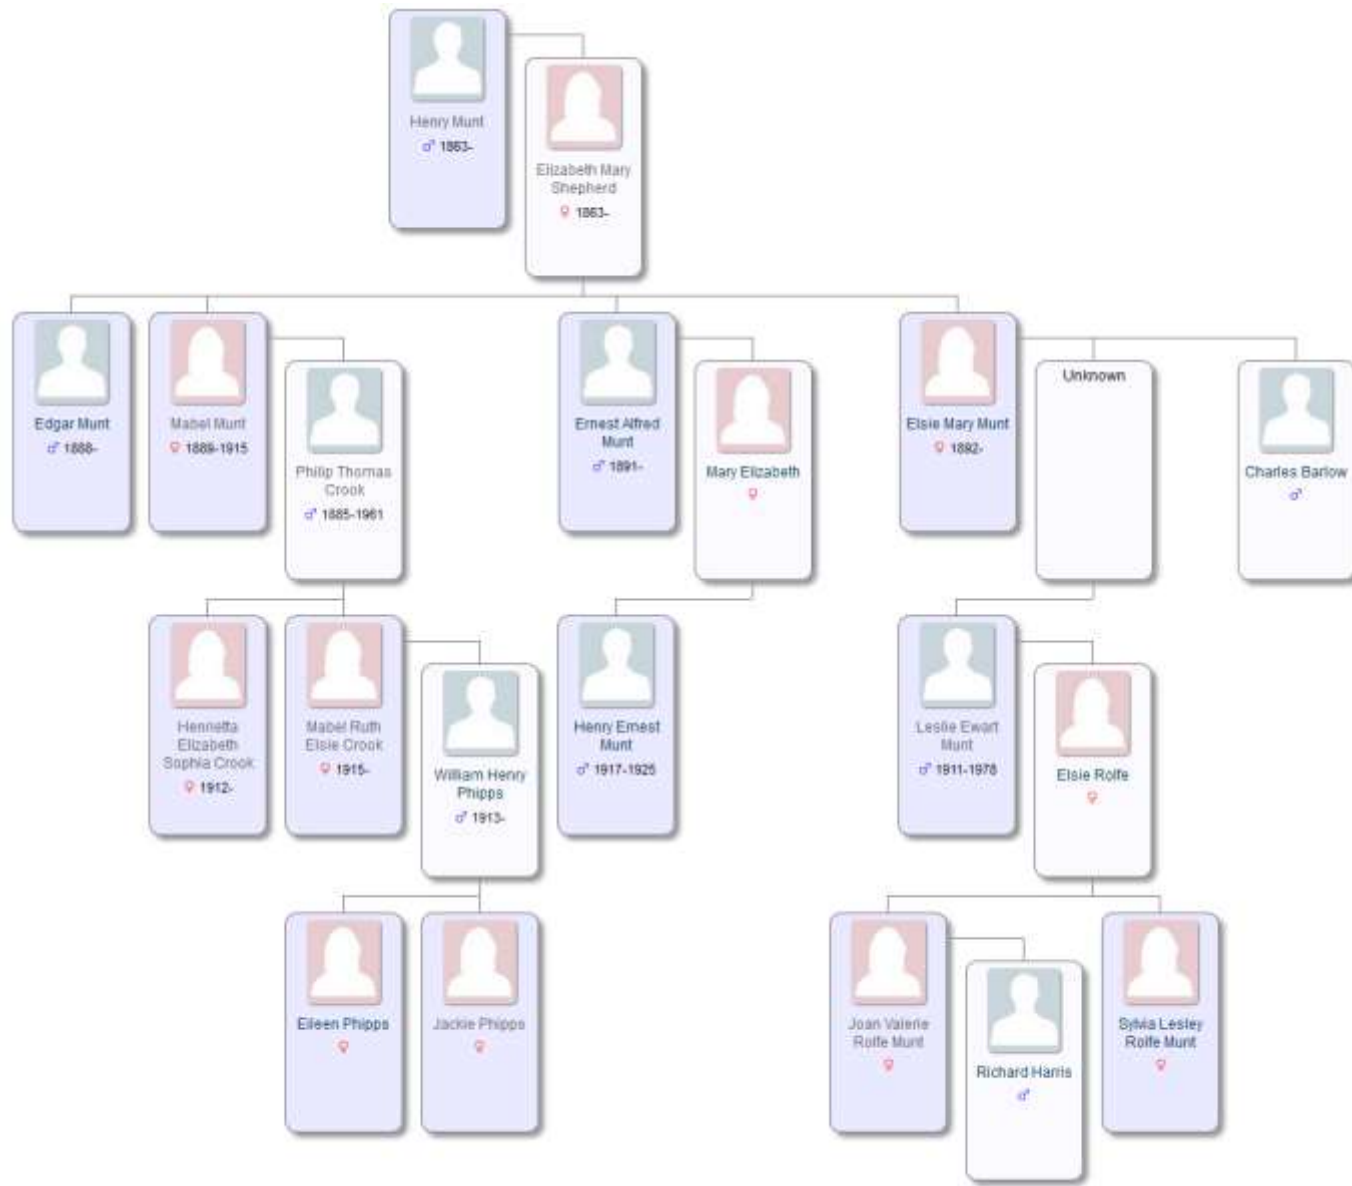 Henry Munt
♂ 1863-
Elizabeth Mary
Shepherd
♀ 1863-
Edgar Munt
♂ 1888-
Mabel Munt
♀ 1889-1915
Philip Thomas
Crook
♂ 1885-1961
Ernest Alfred
Munt
♂ 1891-
Mary Elizabeth
♀
Elsie Mary Munt
♀ 1892-
Unknown
Charles Barlow
♂
Henrietta
Elizabeth
Sophia Crook
♀ 1912-
Mabel Ruth
Elsie Crook
♀ 1915-
William Henry
Phipps
♂ 1913-
Henry Ernest
Munt
♂ 1917-1925
Leslie Ewart
Munt
♂ 1911-1978
Elsie Rolfe
♀
Eileen Phipps
♀
Jackie Phipps
♀
Joan Valerie
Rolfe Munt
♀
Richard Harris
♂
Sylvia Lesley
Rolfe Munt
♀